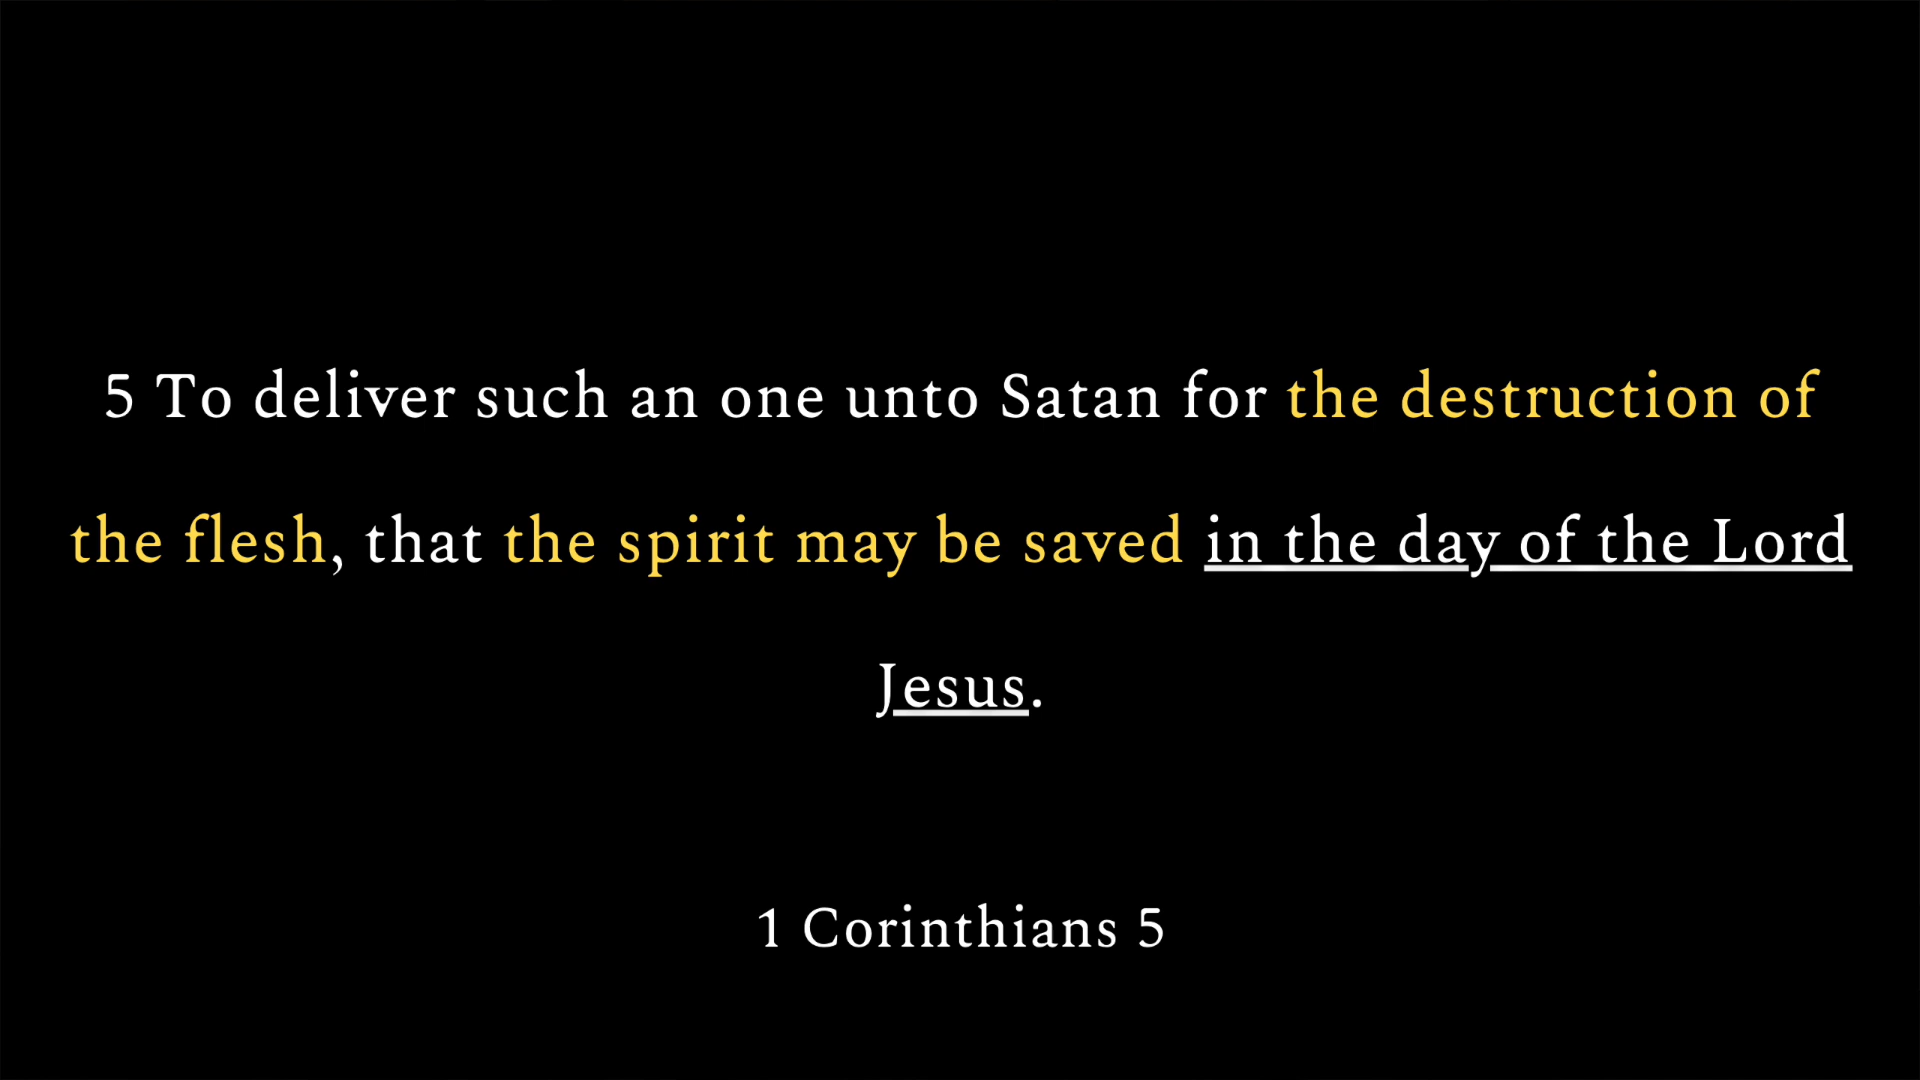 5 To deliver such an one unto Satan for the destruction of
the flesh, that the spirit may be saved in the day of the Lord
Jesus.
1 Corinthians 5